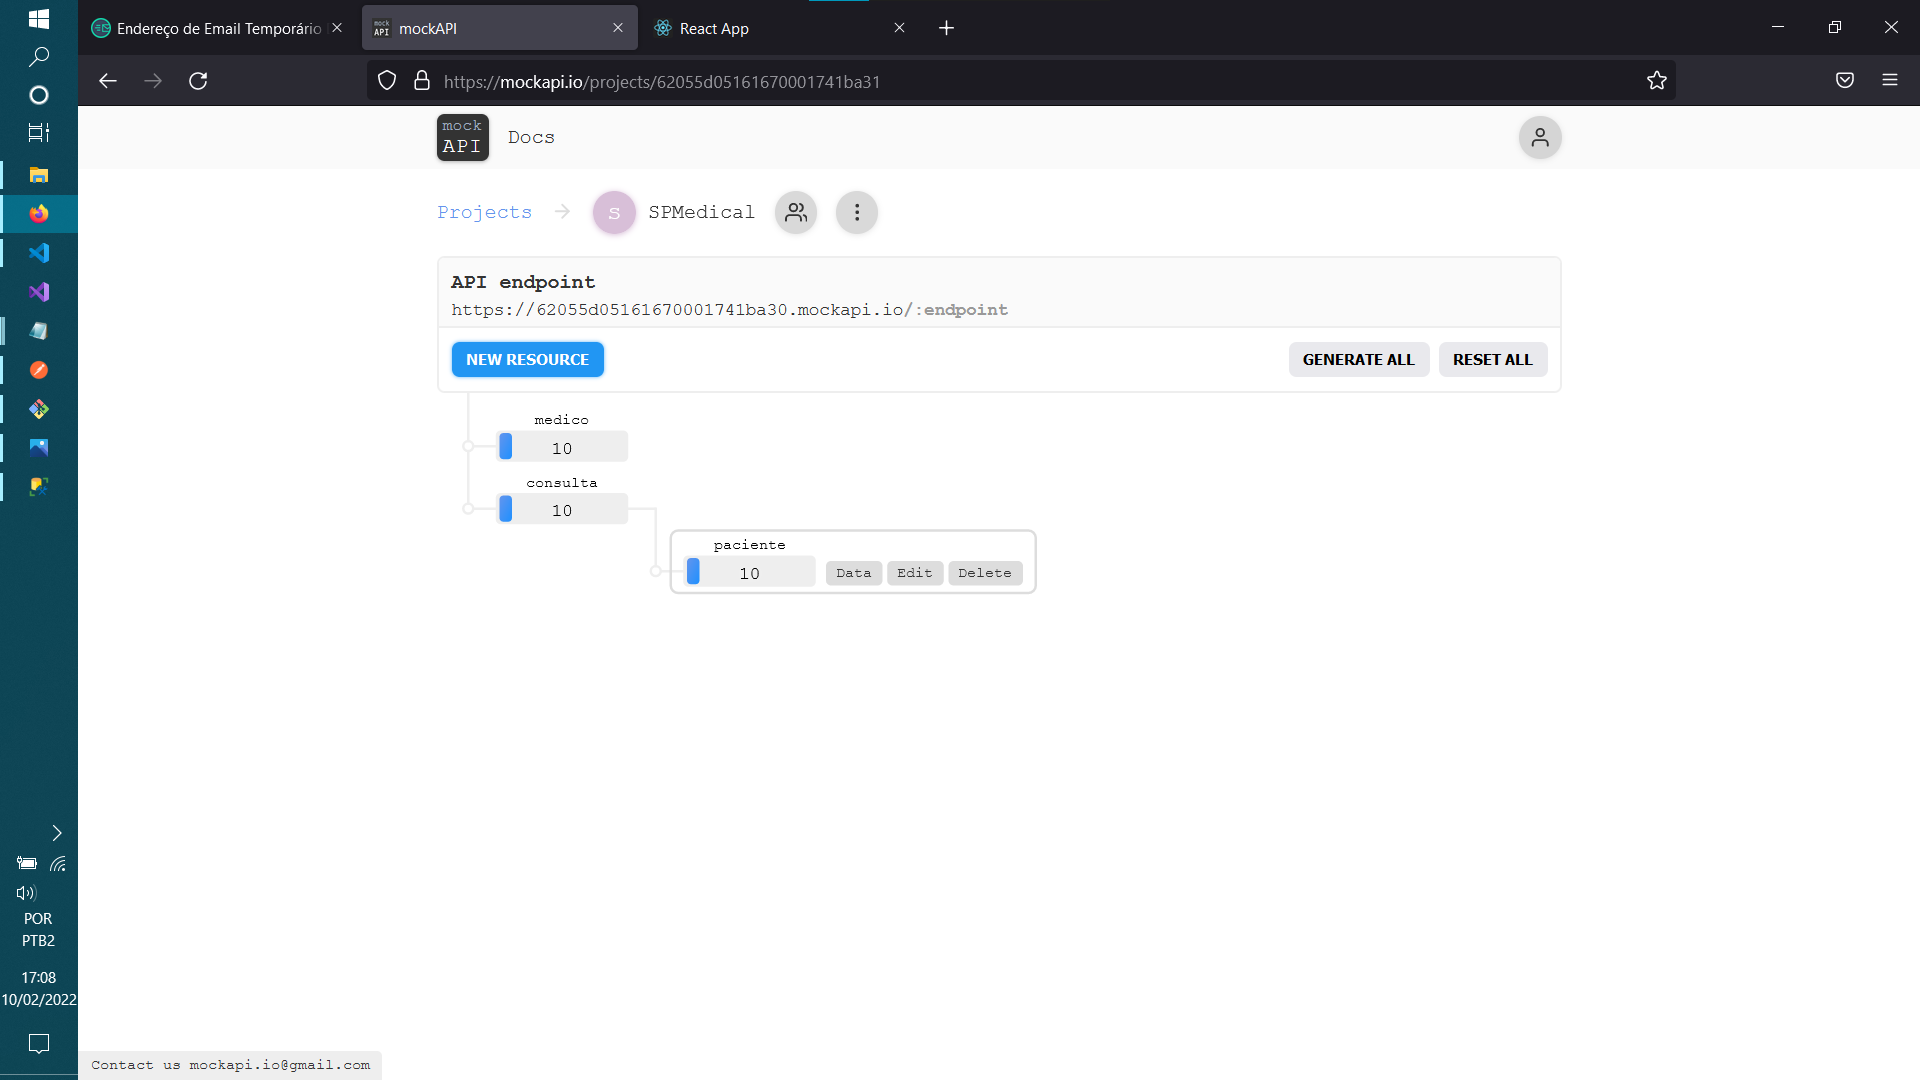 Endereço de Email Temporário
mock
API
mockAPI
React App
https://mockapi.io/projects/62055d05161670001741ba31
mock
API
Docs
Projects
S
SPMedical
API endpoint
https://62055d05161670001741ba30.mockapi.io/:endpoint
NEW RESOURCE
GENERATE ALL
RESET ALL
medico
10
consulta
10
paciente
10
Data
Edit
Delete
POR
PTB2
17:08
10/02/2022
Contact us mockapi.io@gmail.com